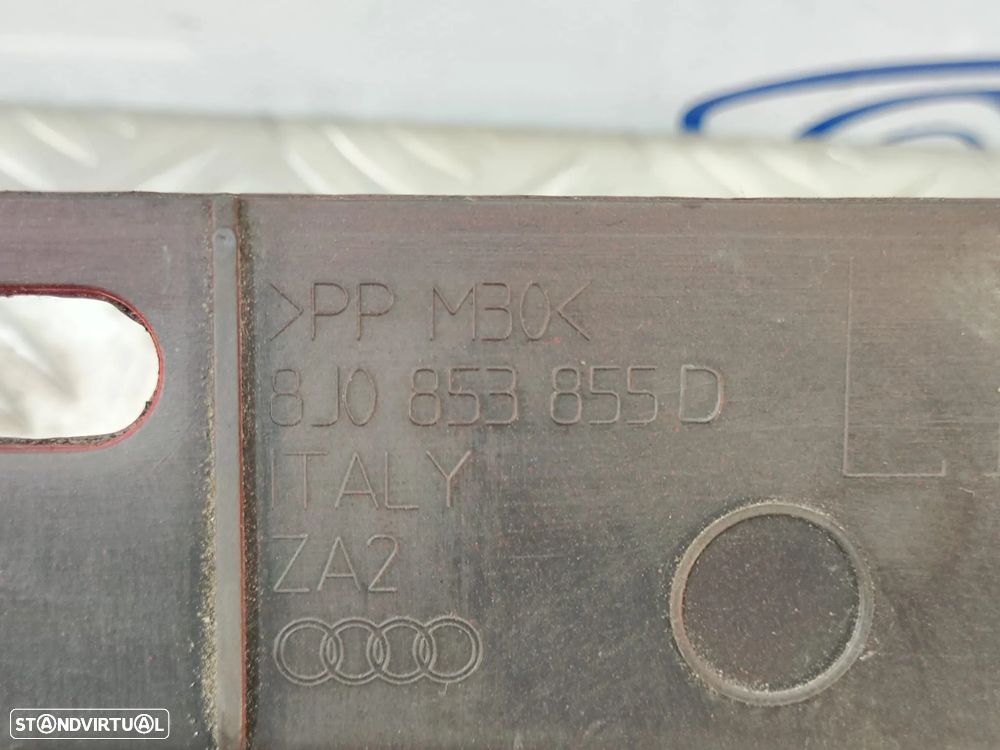 >PP M30<
8J0 853 855 D
ITALY
ZA2
STANDVIRTUAL